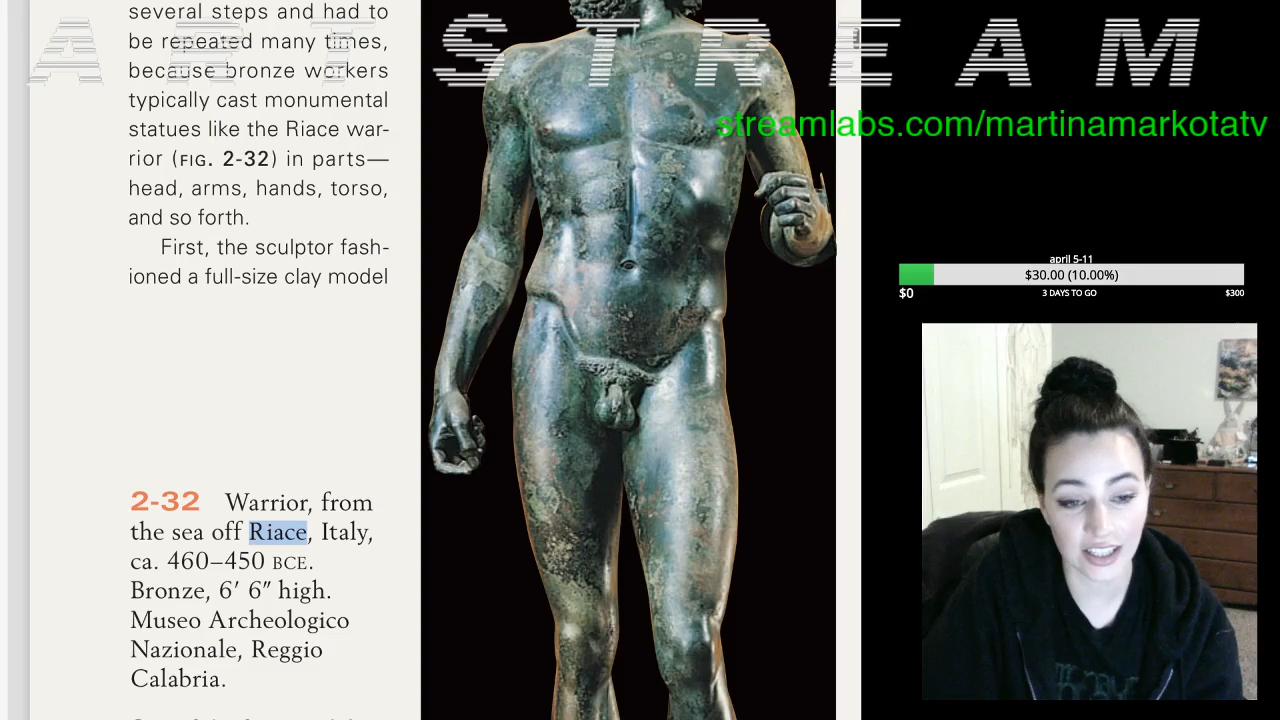 ART STREAM
several steps and had to
be repeated many times,
because bronze workers
typically cast monumental
statues like the Riace war-
rior (FIG. 2-32) in parts—
head, arms, hands, torso,
and so forth.
First, the sculptor fash-
ioned a full-size clay model
2-32 Warrior, from
the sea off Riace, Italy,
ca. 460–450 BCE.
Bronze, 6′ 6″ high.
Museo Archeologico
Nazionale, Reggio
Calabria.
streamlabs.com/martinamarkotatv
april 5-11
$30.00 (10.00%)
$0 3 DAYS TO GO $300